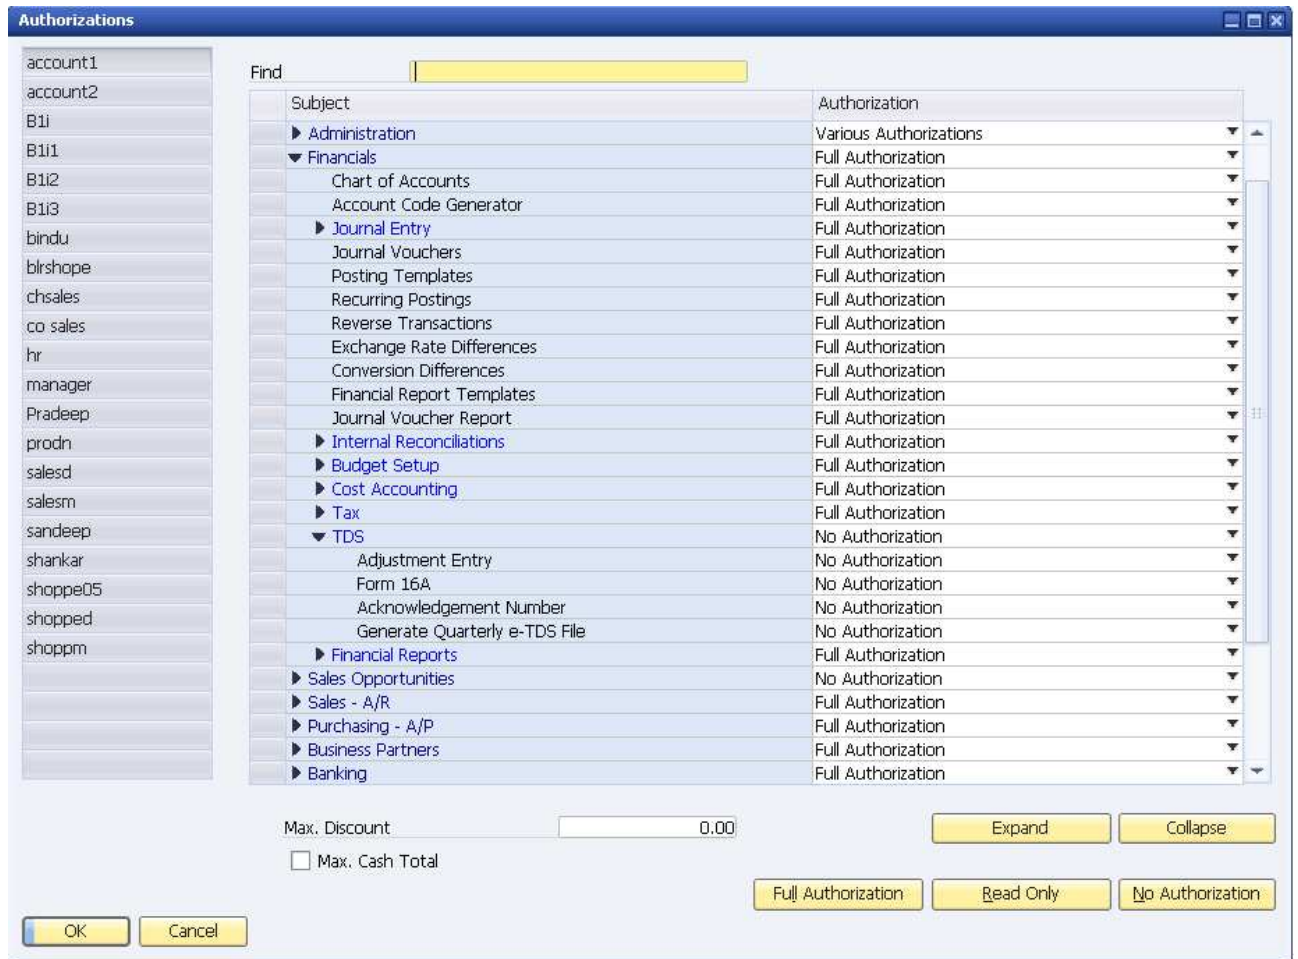 Authorizations
account1
account2
B1i
B1i1
B1i2
B1i3
bindu
blrshope
chsales
co sales
hr
manager
Pradeep
prodn
salesd
salesm
sandeep
shankar
shoppe05
shopped
shoppm
Find
Subject Authorization
Administration Various Authorizations
Financials Full Authorization
Chart of Accounts Full Authorization
Account Code Generator Full Authorization
Journal Entry Full Authorization
Journal Vouchers Full Authorization
Posting Templates Full Authorization
Recurring Postings Full Authorization
Reverse Transactions Full Authorization
Exchange Rate Differences Full Authorization
Conversion Differences Full Authorization
Financial Report Templates Full Authorization
Journal Voucher Report Full Authorization
Internal Reconciliations Full Authorization
Budget Setup Full Authorization
Cost Accounting Full Authorization
Tax Full Authorization
TDS No Authorization
Adjustment Entry No Authorization
Form 16A No Authorization
Acknowledgement Number No Authorization
Generate Quarterly e-TDS File No Authorization
Financial Reports Full Authorization
Sales Opportunities No Authorization
Sales - A/R Full Authorization
Purchasing - A/P Full Authorization
Business Partners Full Authorization
Banking Full Authorization
Max. Discount 0.00 Expand Collapse
Max. Cash Total
Full Authorization Read Only No Authorization
OK Cancel